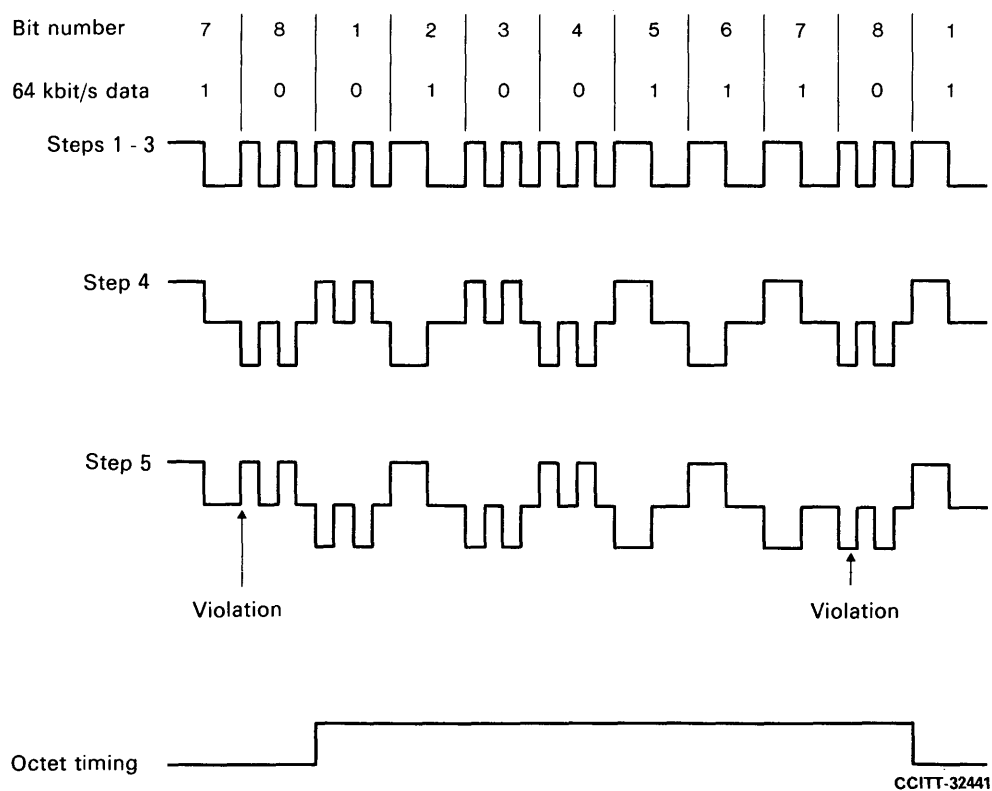 Bit number 7 8 1 2 3 4 5 6 7 8 1
64 kbit/s data 1 0 0 1 0 0 1 1 1 0 1
Steps 1 - 3
Step 4
Step 5
Violation Violation
Octet timing
CCITT-32441